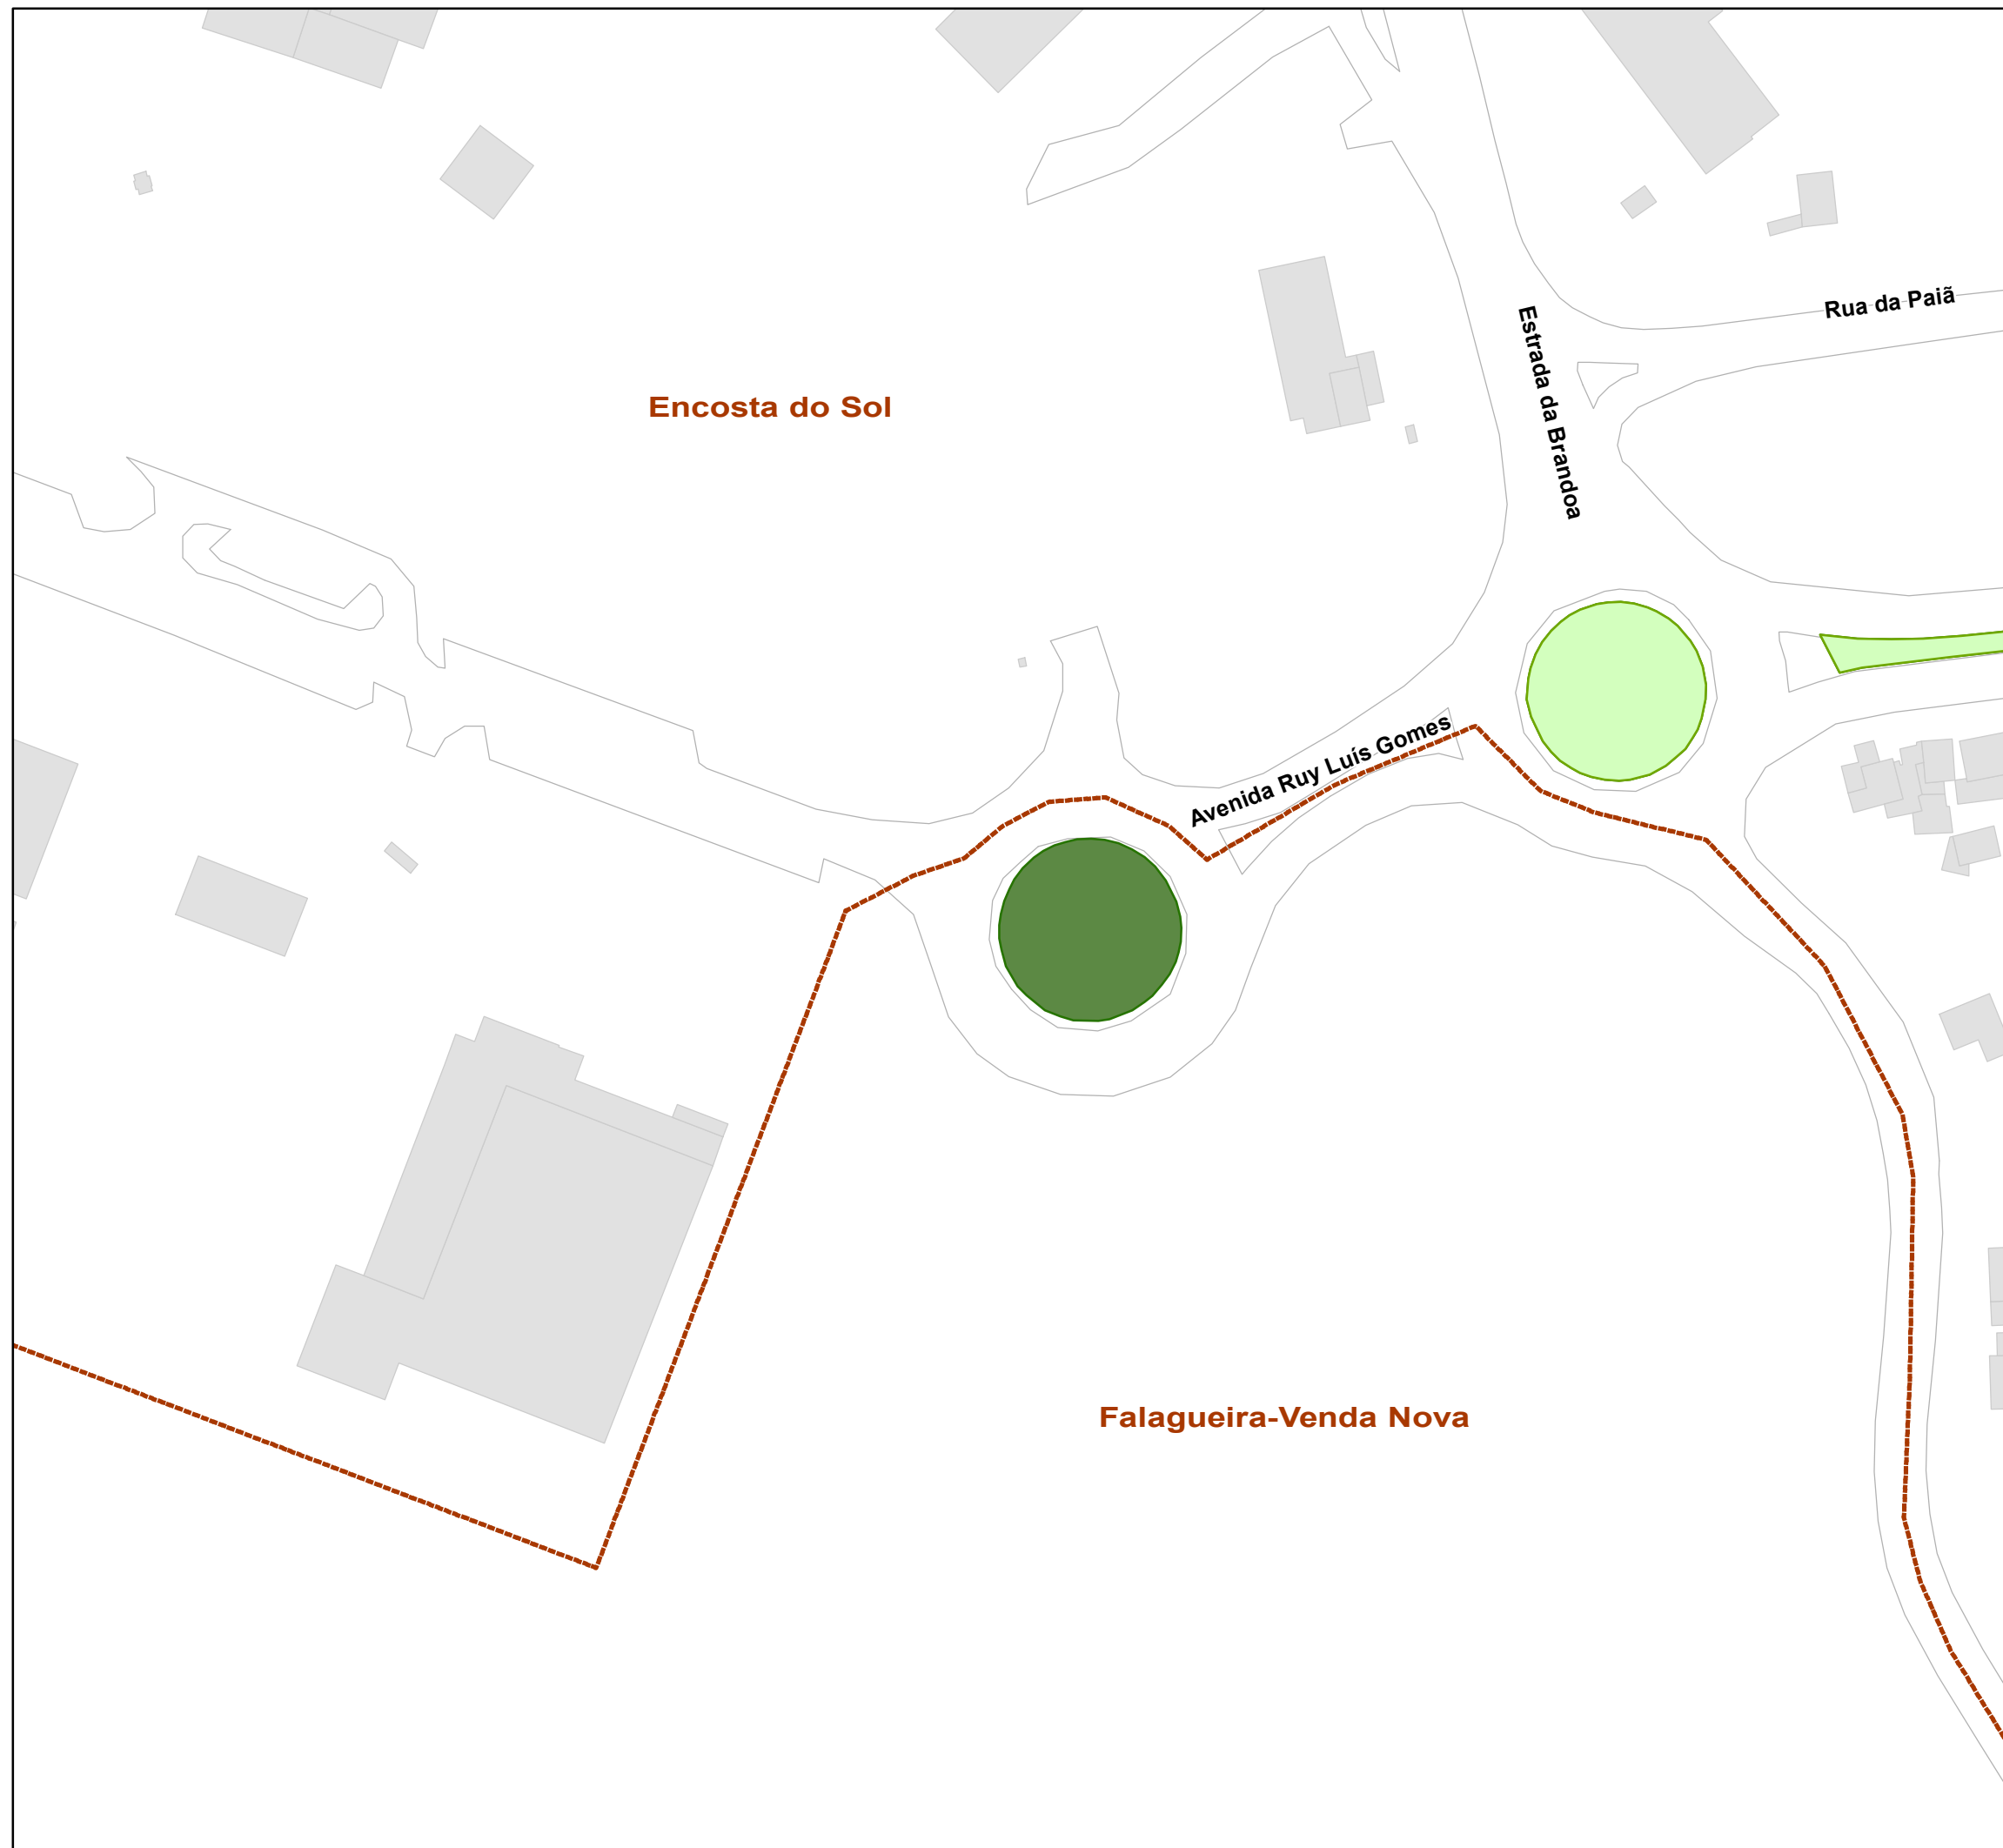 Rua da Paiã
Estrada da Brandoa
Encosta do Sol
Avenida Ruy Luís Gomes
Falagueira-Venda Nova